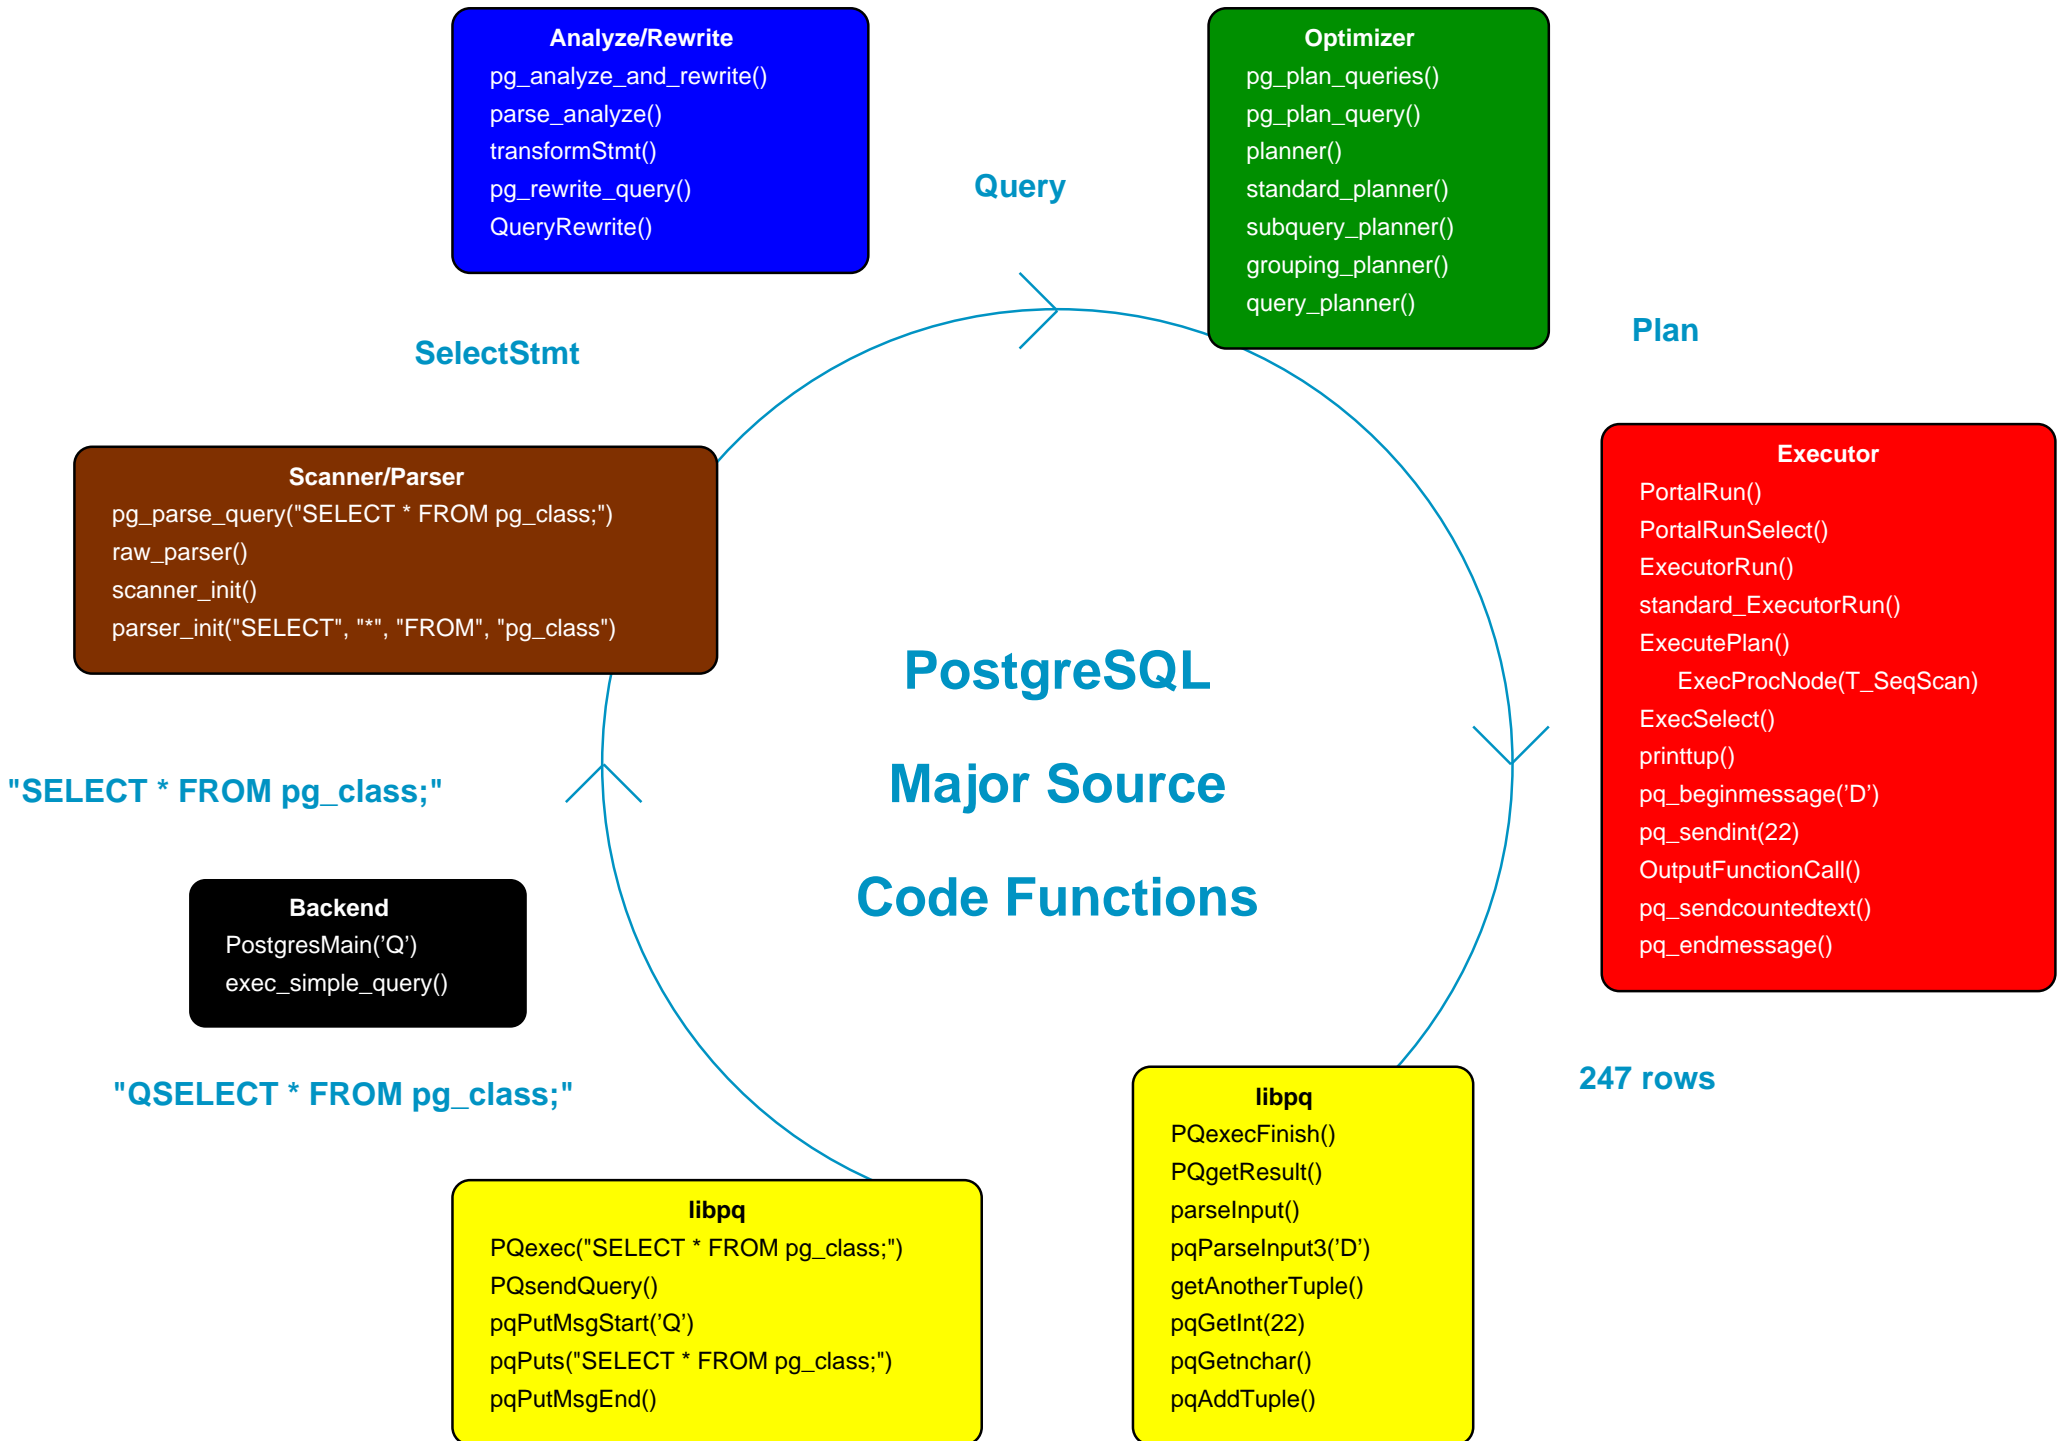 Analyze/Rewrite
pg_analyze_and_rewrite()
parse_analyze()
transformStmt()
pg_rewrite_query()
QueryRewrite()
Query
Optimizer
pg_plan_queries()
pg_plan_query()
planner()
standard_planner()
subquery_planner()
grouping_planner()
query_planner()
SelectStmt
Plan
Scanner/Parser
pg_parse_query("SELECT * FROM pg_class;")
raw_parser()
scanner_init()
parser_init("SELECT", "*", "FROM", "pg_class")
PostgreSQL
Major Source
Code Functions
Executor
PortalRun()
PortalRunSelect()
ExecutorRun()
standard_ExecutorRun()
ExecutePlan()
ExecProcNode(T_SeqScan)
ExecSelect()
printtup()
pq_beginmessage(’D’)
pq_sendint(22)
OutputFunctionCall()
pq_sendcountedtext()
pq_endmessage()
"SELECT * FROM pg_class;"
Backend
PostgresMain(’Q’)
exec_simple_query()
"QSELECT * FROM pg_class;"
247 rows
libpq
PQexec("SELECT * FROM pg_class;")
PQsendQuery()
pqPutMsgStart(’Q’)
pqPuts("SELECT * FROM pg_class;")
pqPutMsgEnd()
libpq
PQexecFinish()
PQgetResult()
parseInput()
pqParseInput3(’D’)
getAnotherTuple()
pqGetInt(22)
pqGetnchar()
pqAddTuple()